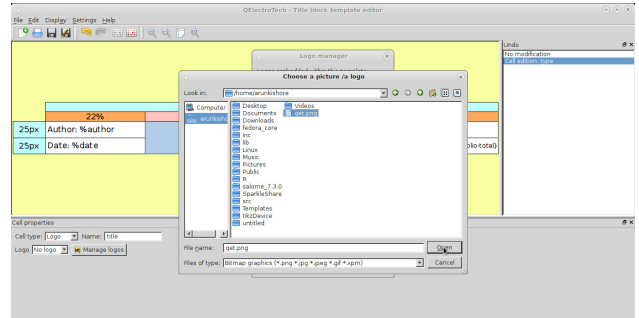 QElectroTech - Title block template editor
File Edit Display Settings Help
Logo manager
Choose a picture / a logo
Look in: /home/arunkishore
Computer
arunkisho
Desktop
Documents
Downloads
fedora_core
inc
lib
Linux
Music
Pictures
Public
R
salome_7.3.0
SparkleShare
src
Templates
tikzDevice
untitled
Videos
qet.png
File name: qet.png
Open
Files of type: Bitmap graphics (*.png *.jpg *.jpeg *.gif *.xpm)
Cancel
22%
25px Author: %author
25px Date: %date
olio-total}
Undo
No modification
Cell edition: type
Cell properties
Cell type: Logo Name: title
Logo No logo Manage logos